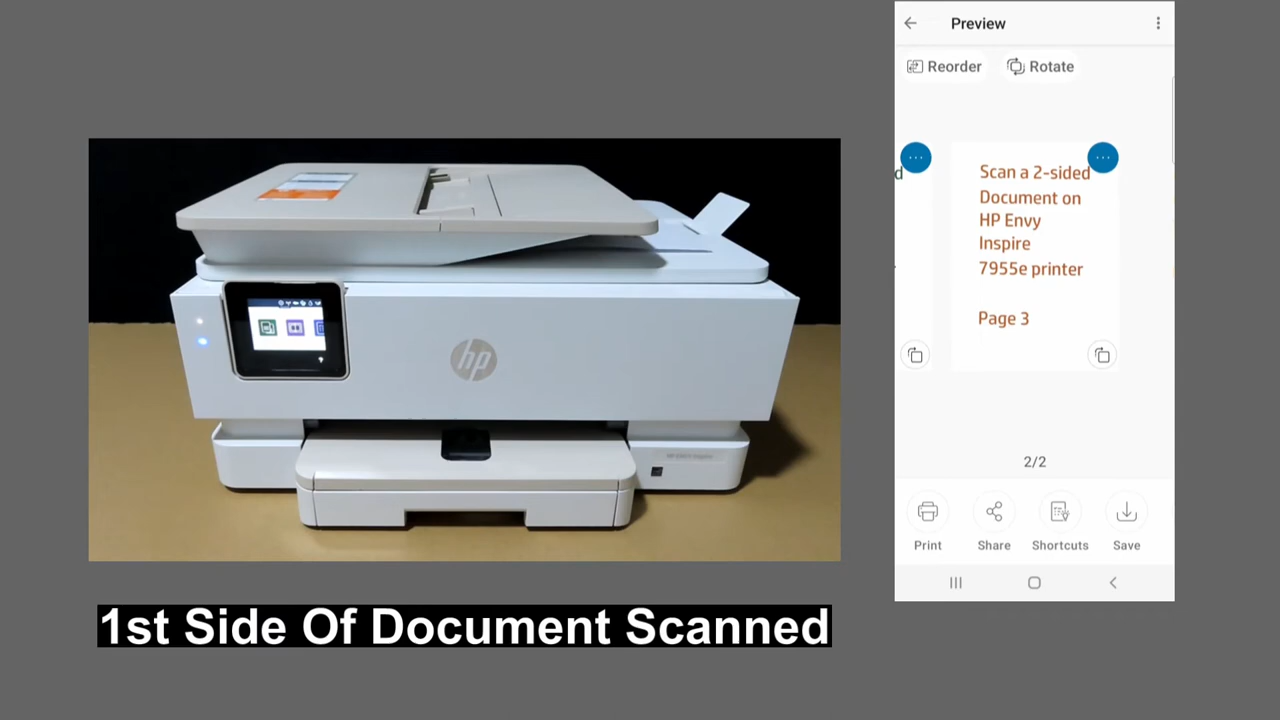 Preview
Reorder
Rotate
d
Scan a 2-sided
Document on
HP Envy
Inspire
7955e printer
Page 3
2/2
Print
Share
Shortcuts
Save
hp
1st Side Of Document Scanned